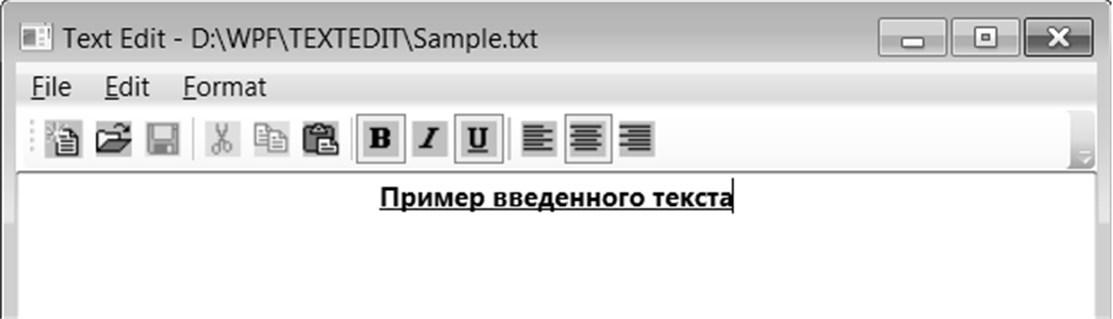 Text Edit - D:\WPF\TEXTEDIT\Sample.txt
File Edit Format
B I U
Пример введенного текста